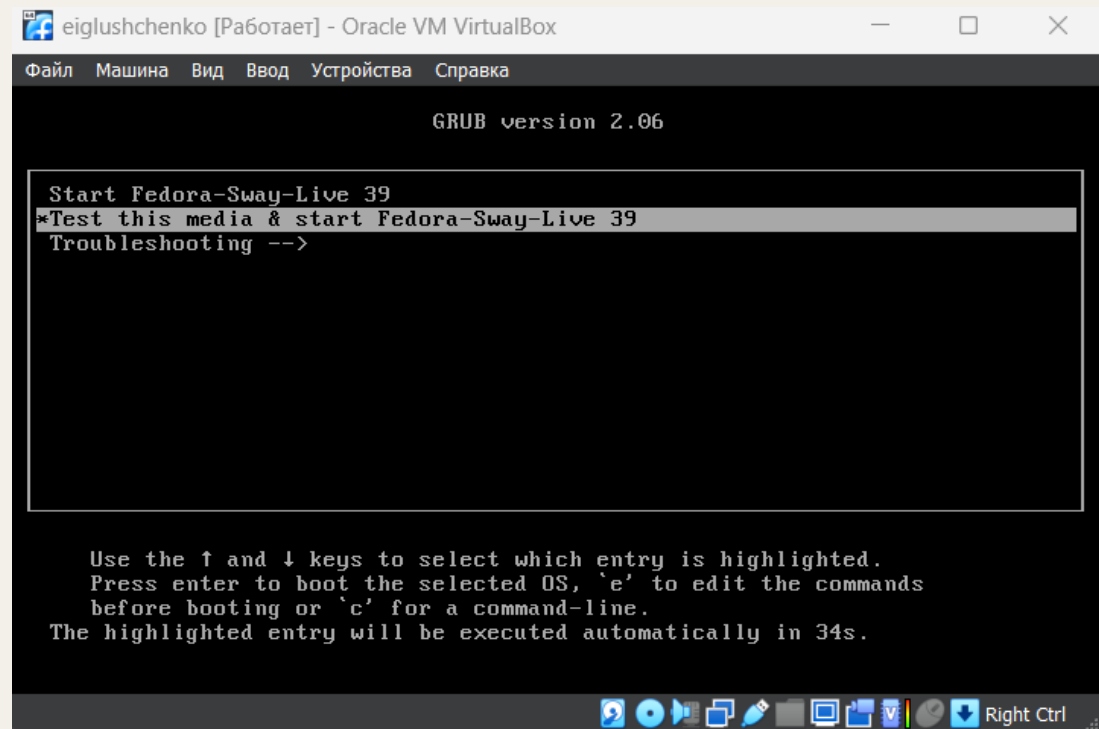 eiglushchenko [Работает] - Oracle VM VirtualBox
Файл Машина Вид Ввод Устройства Справка
GRUB version 2.06
Start Fedora-Sway-Live 39
*Test this media & start Fedora-Sway-Live 39
Troubleshooting -->
Use the ↑ and ↓ keys to select which entry is highlighted.
Press enter to boot the selected OS, `e' to edit the commands
before booting or `c' for a command-line.
The highlighted entry will be executed automatically in 34s.
Right Ctrl